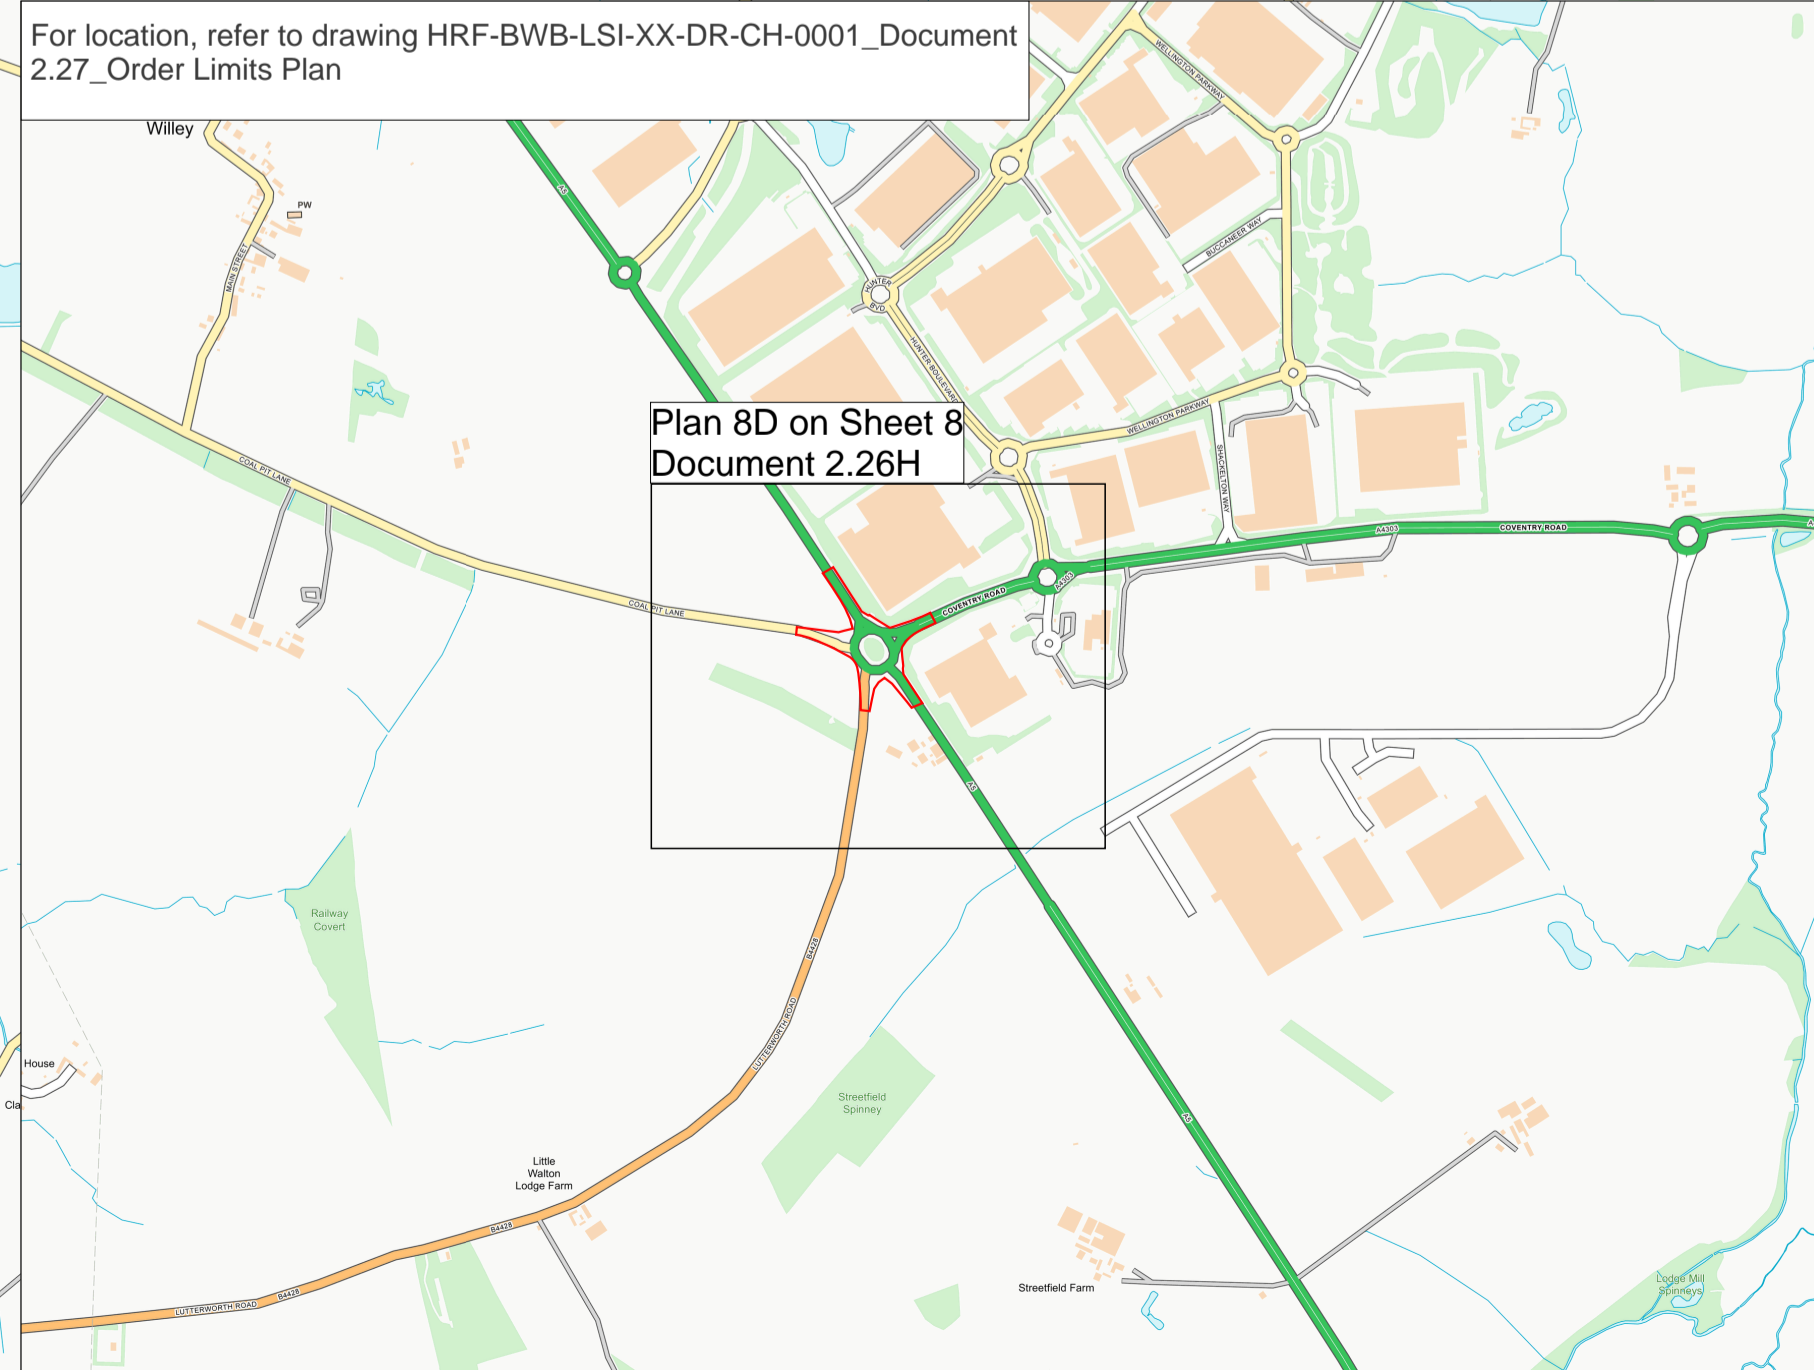 For location, refer to drawing HRF-BWB-LSI-XX-DR-CH-0001_Document
2.27_Order Limits Plan
Willey
PW
MAIN STREET
A5
WELLINGTON PARKWAY
BUCCANEER WAY
HUNTER
BVD
HUNTER BOULEVARD
WELLINGTON PARKWAY
SHACKELTON WAY
Plan 8D on Sheet 8
Document 2.26H
COAL PIT LANE
COAL PIT LANE
A4303
COVENTRY ROAD
A4303
COVENTRY ROAD
A5
Railway
Covert
B4428
LUTTERWORTH ROAD
House
Cla
Streetfield
Spinney
A5
Little
Walton
Lodge Farm
B4428
B4428
LUTTERWORTH ROAD
Streetfield Farm
Lodge Mill
Spinneys